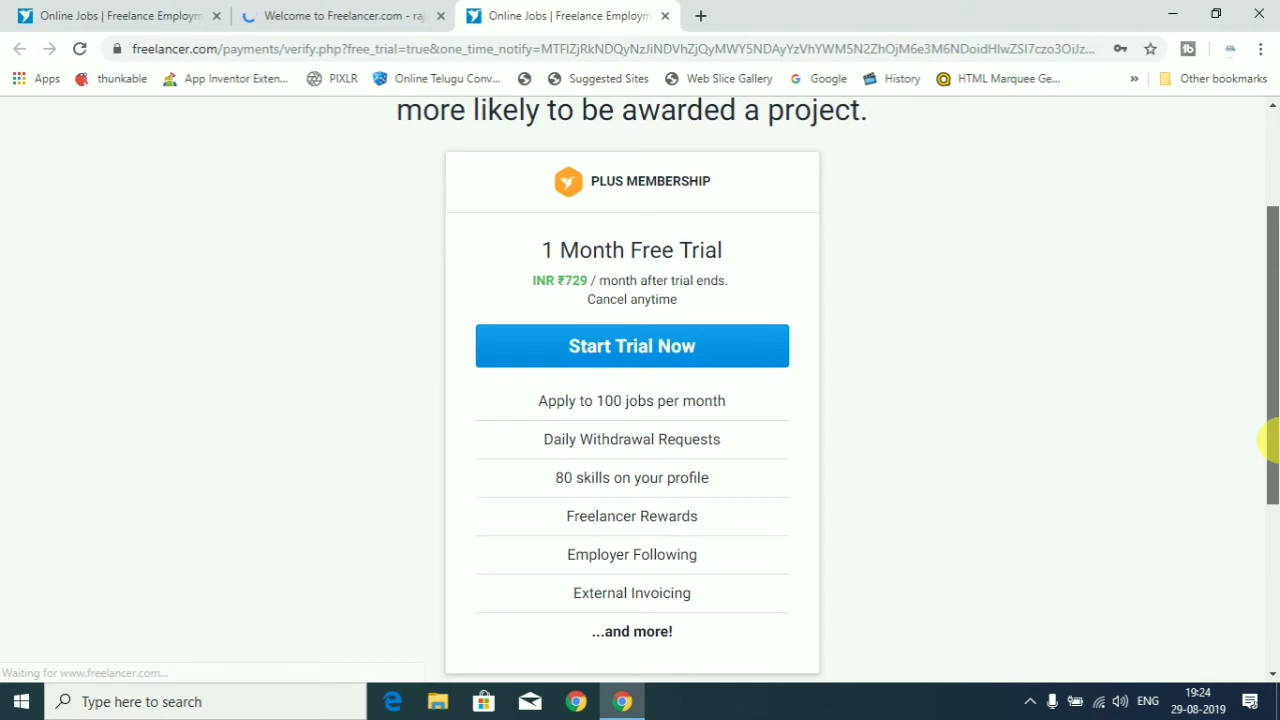 Online Jobs | Freelance Employm
Welcome to Freelancer.com - raj
Online Jobs | Freelance Employm
freelancer.com/payments/verify.php?free_trial=true&one_time_notify=
Apps
thunkable
App Inventor Exten...
PIXLR
Online Telugu Conv...
Suggested Sites
Web Slice Gallery
Google
History
HTML Marquee Ge...
»
Other bookmarks
more likely to be awarded a project.
PLUS MEMBERSHIP
1 Month Free Trial
INR ₹729 / month after trial ends.
Cancel anytime
Start Trial Now
Apply to 100 jobs per month
Daily Withdrawal Requests
80 skills on your profile
Freelancer Rewards
Employer Following
External Invoicing
...and more!
Waiting for www.freelancer.com...
Type here to search
ENG
19:24
29-08-2019